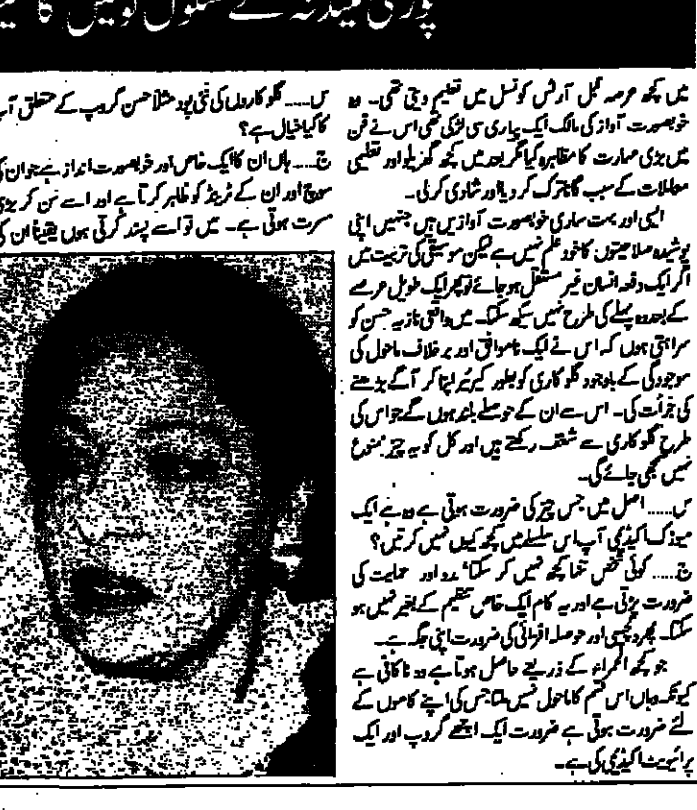 پوری کیلنڈر کے
میں کچھ عرصہ قبل آرٹس کونسل میں تعلیم دیتی تھی۔ وہ
خوبصورت آواز کی مالک ایک پیاری سی لڑکی تھی اس نے فن
میں بڑی مہارت کا مظاہرہ کیا مگر بعد میں کچھ گھریلو اور تعلیمی
معاملات کے سبب گانا ترک کر دیا اور شادی کرلی۔
ایسی اور بہت ساری خوبصورت آوازیں ہیں جنہیں اپنی
پوشیدہ صلاحیتوں کا خود علم نہیں ہے لیکن موسیقی کی تربیت میں
اگر ایک دفعہ انسان غیر مستقل ہو جائے تو پھر ایک طویل عرصے
کے بعد وہ پہلے کی طرح نہیں سیکھ سکتا۔ میں واقعی نازیہ حسن کو
سراہتی ہوں کہ اس نے ایک ناموافق اور برخلاف ماحول کی
موجودگی کے باوجود گلوکاری کو بطور کیرئر اپنا کر آگے بڑھنے
کی جرأت کی۔ اس سے ان کے حوصلے بلند ہوں گے جو اس کی
طرح گلوکاری سے شغف رکھتے ہیں اور کل کو یہ چیز ممنوع
نہیں سمجھی جائے گی۔
س..... اصل میں جس چیز کی ضرورت ہوتی ہے وہ ہے ایک
میوزک اکیڈیمی آپ اس سلسلے میں کچھ کیوں نہیں کرتیں؟
ج..... کوئی شخص تنہا کچھ نہیں کر سکتا' مدد اور حمایت کی
ضرورت پڑتی ہے اور یہ کام ایک خاص تنظیم کے بغیر نہیں ہو
سکتا۔ پھر دلچسپی اور حوصلہ افزائی کی ضرورت اپنی جگہ ہے۔
جو کچھ الحمراء کے ذریعے حاصل ہوتا ہے وہ ناکافی ہے
کیونکہ وہاں اس قسم کا ماحول نہیں ملتا جس کی اپنے کاموں کے
لئے ضرورت ہوتی ہے ضرورت ایک اچھے گروپ اور ایک
پرائیویٹ اکیڈیمی کی ہے۔
س..... گلوکاروں کی نئی پود مثلاً حسن گروپ کے متعلق آپ
کا کیا خیال ہے؟
ج..... ہاں ان کا ایک خاص اور خوبصورت انداز ہے جو ان کی
سوچ اور ان کے ٹرینڈ کو ظاہر کرتا ہے اور اسے سن کر بڑی
مسرت ہوتی ہے۔ میں تو اسے پسند کرتی ہوں یقیناً ان کی